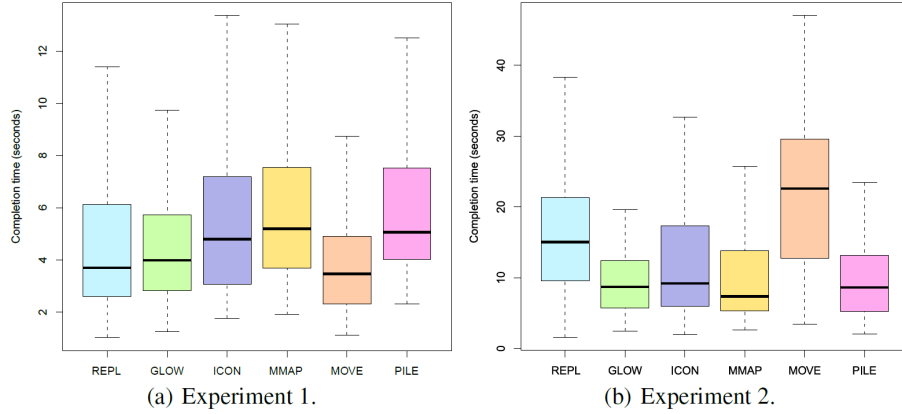 Completion time (seconds)
12
10
8
6
4
2
REPL GLOW ICON MMAP MOVE PILE
(a) Experiment 1.
Completion time (seconds)
40
30
20
10
0
REPL GLOW ICON MMAP MOVE PILE
(b) Experiment 2.